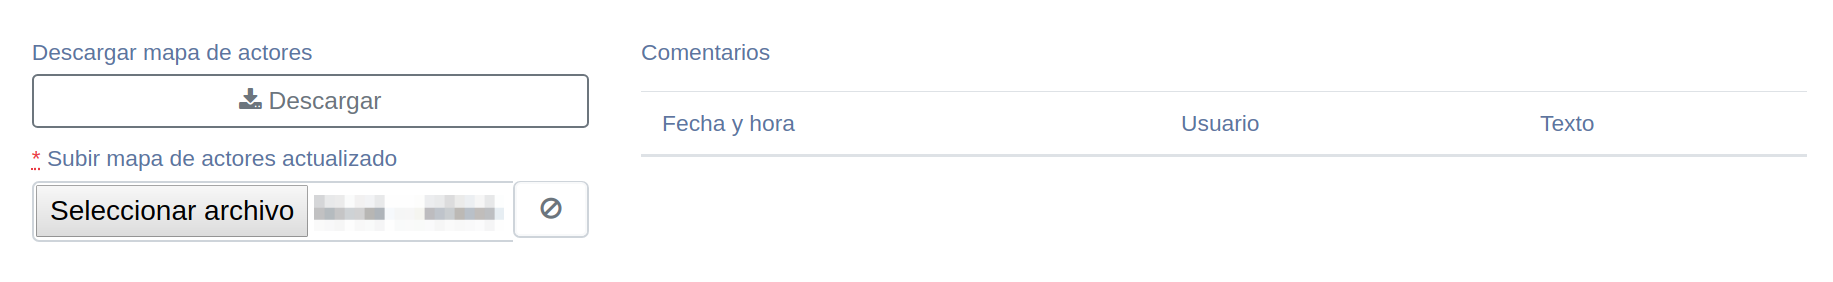 Descargar mapa de actores
Descargar
* Subir mapa de actores actualizado
Seleccionar archivo
Comentarios
Fecha y hora Usuario Texto